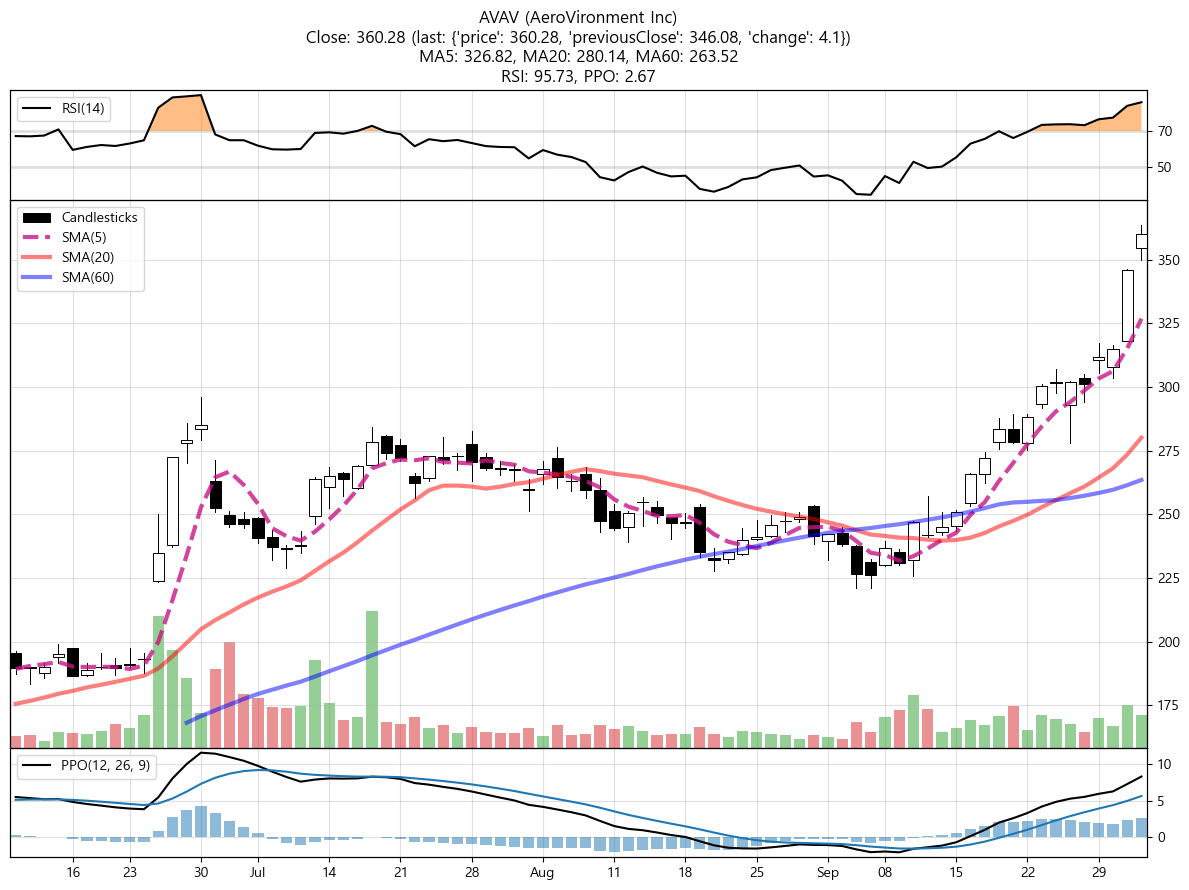 AVAV (AeroVironment Inc)
Close: 360.28 (last: {'price': 360.28, 'previousClose': 346.08, 'change': 4.1})
MA5: 326.82, MA20: 280.14, MA60: 263.52
RSI: 95.73, PPO: 2.67
RSI(14)
70
50
Candlesticks
SMA(5)
SMA(20)
SMA(60)
350
325
300
275
250
225
200
175
PPO(12, 26, 9)
10
5
0
16 23 30 Jul 14 21 28 Aug 11 18 25 Sep 08 15 22 29